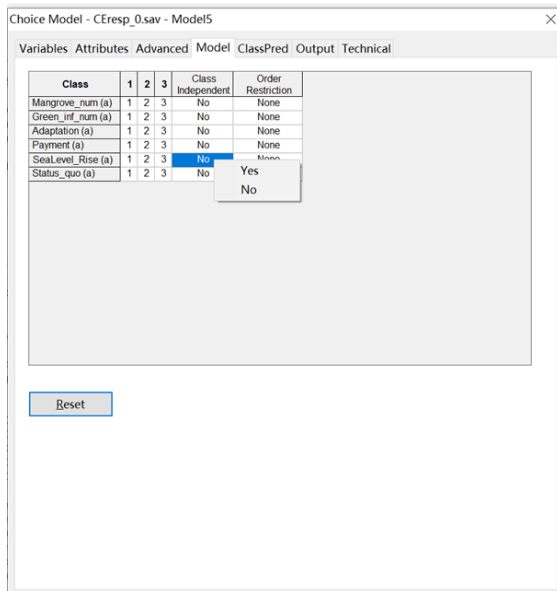 Choice Model - CEresp_0.sav - Model5
Variables Attributes Advanced Model ClassPred Output Technical
Class 1 2 3 Class Independent Order Restriction
Mangrove_num (a) 1 2 3 No None
Green_inf_num (a) 1 2 3 No None
Adaptation (a) 1 2 3 No None
Payment (a) 1 2 3 No None
SeaLevel_Rise (a) 1 2 3 No None
Status_quo (a) 1 2 3 No
Yes
No
Reset